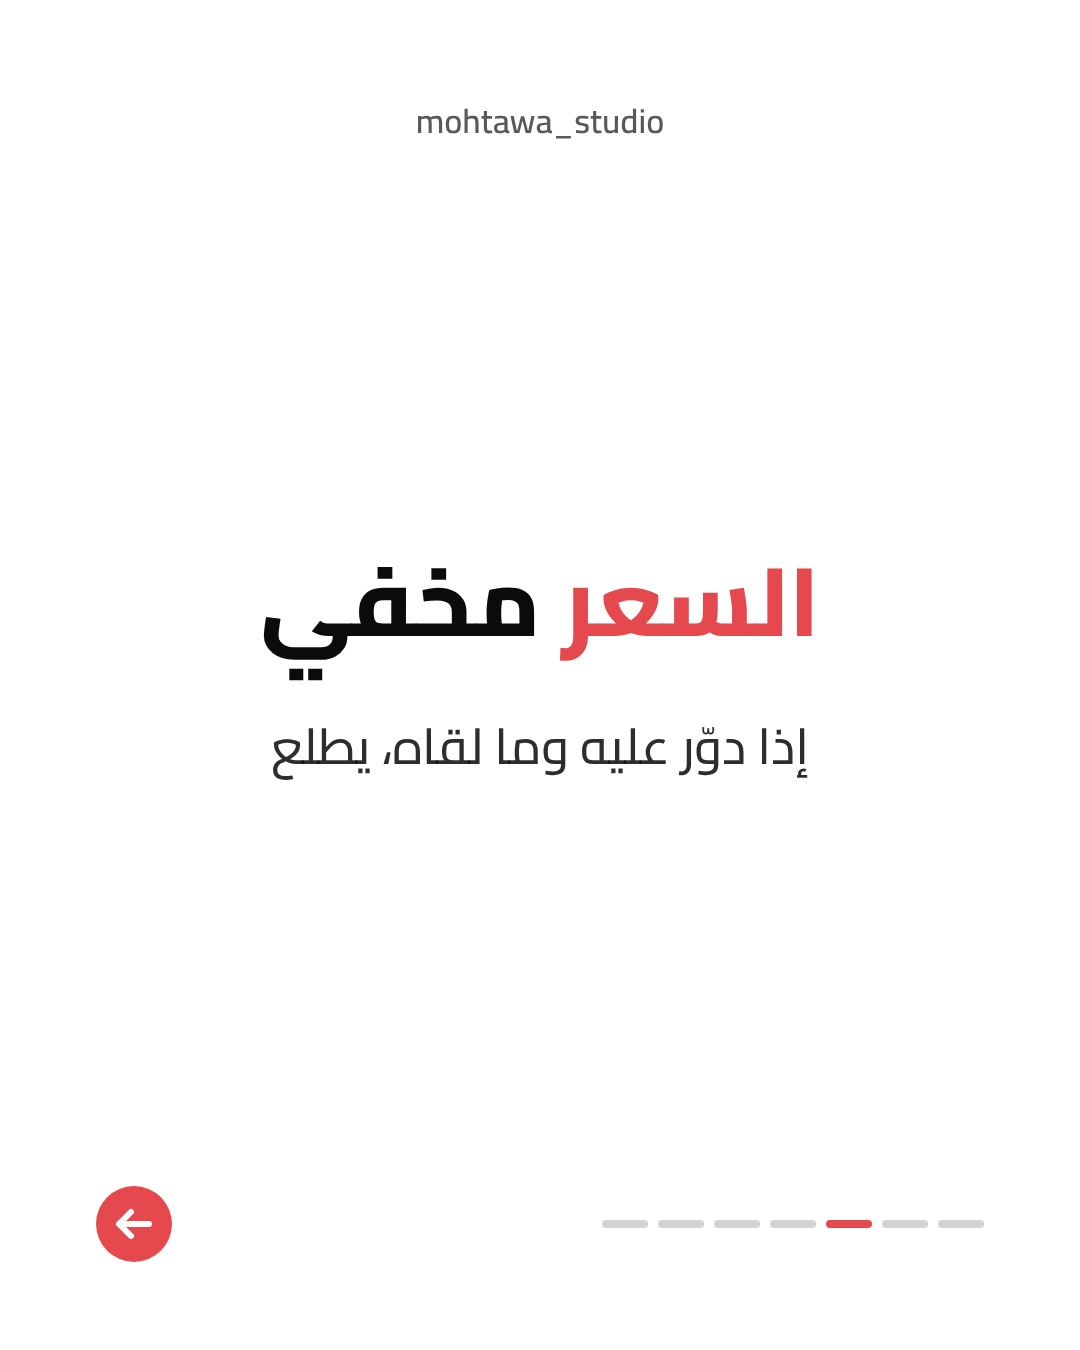 mohtawa_studio
السعر مخفي
إذا دوّر عليه وما لقاه، يطلع